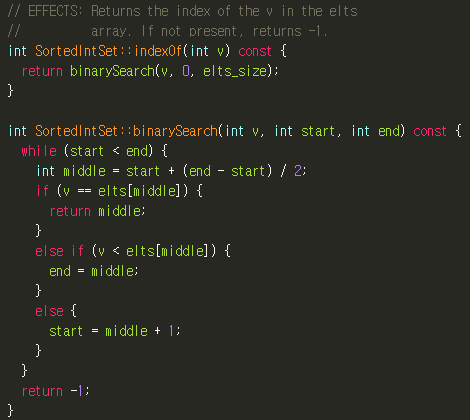 // EFFECTS: Returns the index of the v in the elts
//          array. If not present, returns -1.
int SortedIntSet::indexOf(int v) const {
  return binarySearch(v, 0, elts_size);
}

int SortedIntSet::binarySearch(int v, int start, int end) const {
  while (start < end) {
    int middle = start + (end - start) / 2;
    if (v == elts[middle]) {
      return middle;
    }
    else if (v < elts[middle]) {
      end = middle;
    }
    else {
      start = middle + 1;
    }
  }
  return -1;
}